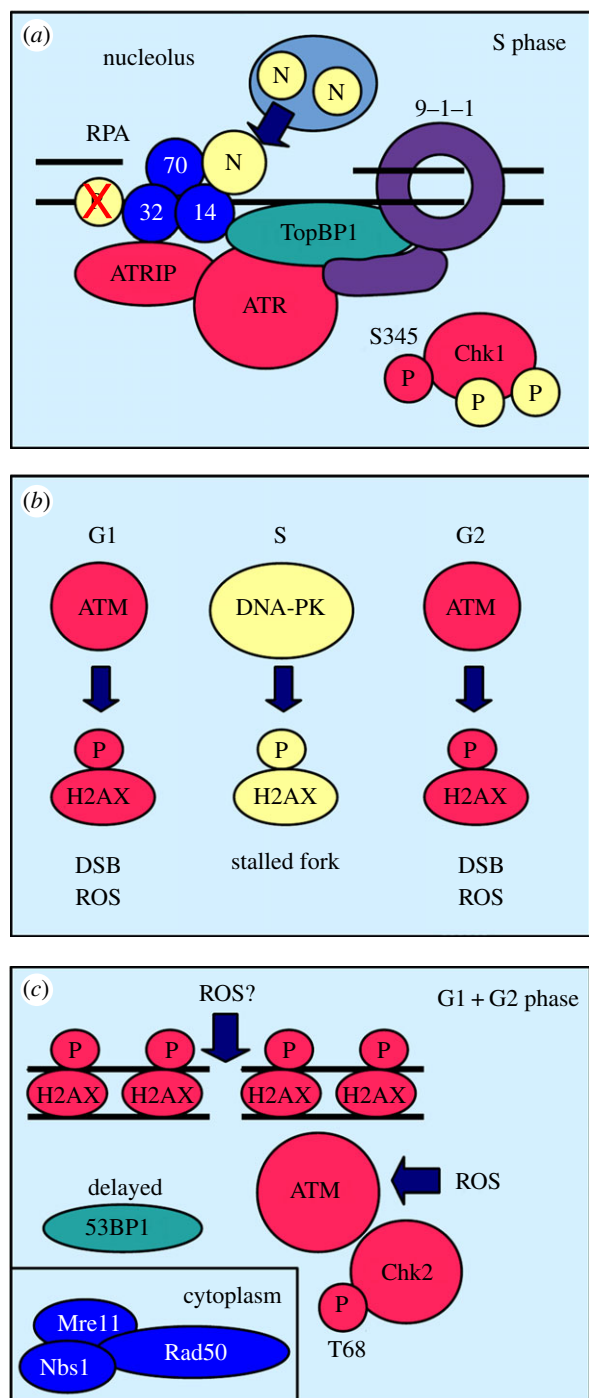 (a)
S phase
nucleolus
N
N
9–1–1
RPA
70
N
32
14
TopBP1
ATRIP
ATR
S345
Chk1
P
P
P
(b)
G1
S
G2
ATM
DNA-PK
ATM
P
P
P
H2AX
H2AX
H2AX
DSB
stalled fork
DSB
ROS
ROS
(c)
ROS?
G1 + G2 phase
P
P
P
P
H2AX
H2AX
H2AX
H2AX
ATM
ROS
delayed
53BP1
Chk2
cytoplasm
P
Mre11
Rad50
Nbs1
T68